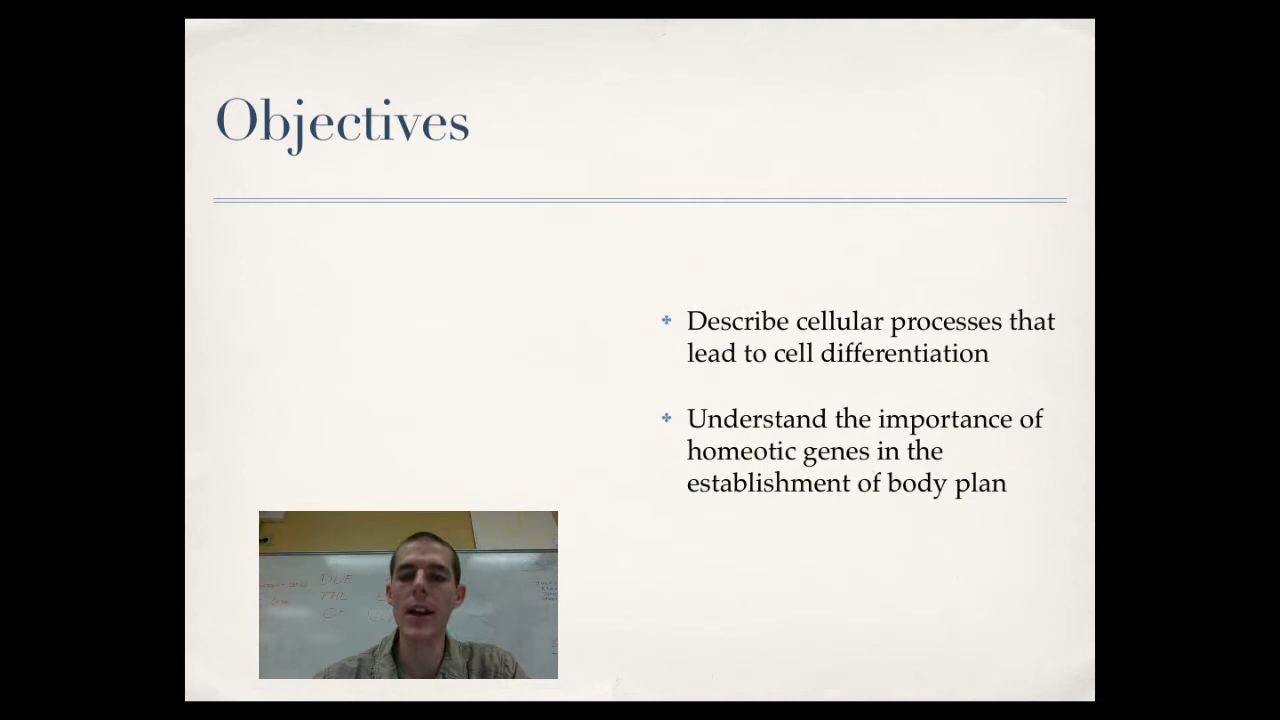 Objectives
Describe cellular processes that
lead to cell differentiation
Understand the importance of
homeotic genes in the
establishment of body plan